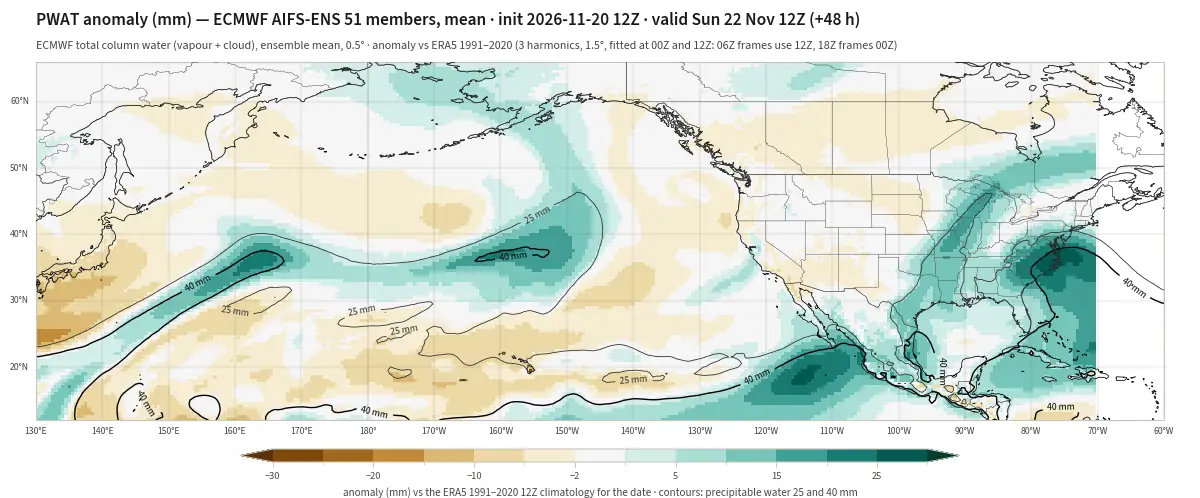 PWAT anomaly (mm) — ECMWF AIFS-ENS 51 members, mean · init 2026-11-20 12Z · valid Sun 22 Nov 12Z (+48 h)
ECMWF total column water (vapour + cloud), ensemble mean, 0.5° · anomaly vs ERA5 1991–2020 (3 harmonics, 1.5°, fitted at 00Z and 12Z: 06Z frames use 12Z, 18Z frames 00Z)
60°N
50°N
40°N
30°N
20°N
25 mm
40 mm
40 mm
40mm
25 mm
25 mm
25 mm
40 mm
40 mm
25 mm
40 mm
40 mm
40 mm
130°E 140°E 150°E 160°E 170°E 180° 170°W 160°W 150°W 140°W 130°W 120°W 110°W 100°W 90°W 80°W 70°W 60°W
−30 −20 −10 −2 5 15 25
anomaly (mm) vs the ERA5 1991–2020 12Z climatology for the date · contours: precipitable water 25 and 40 mm